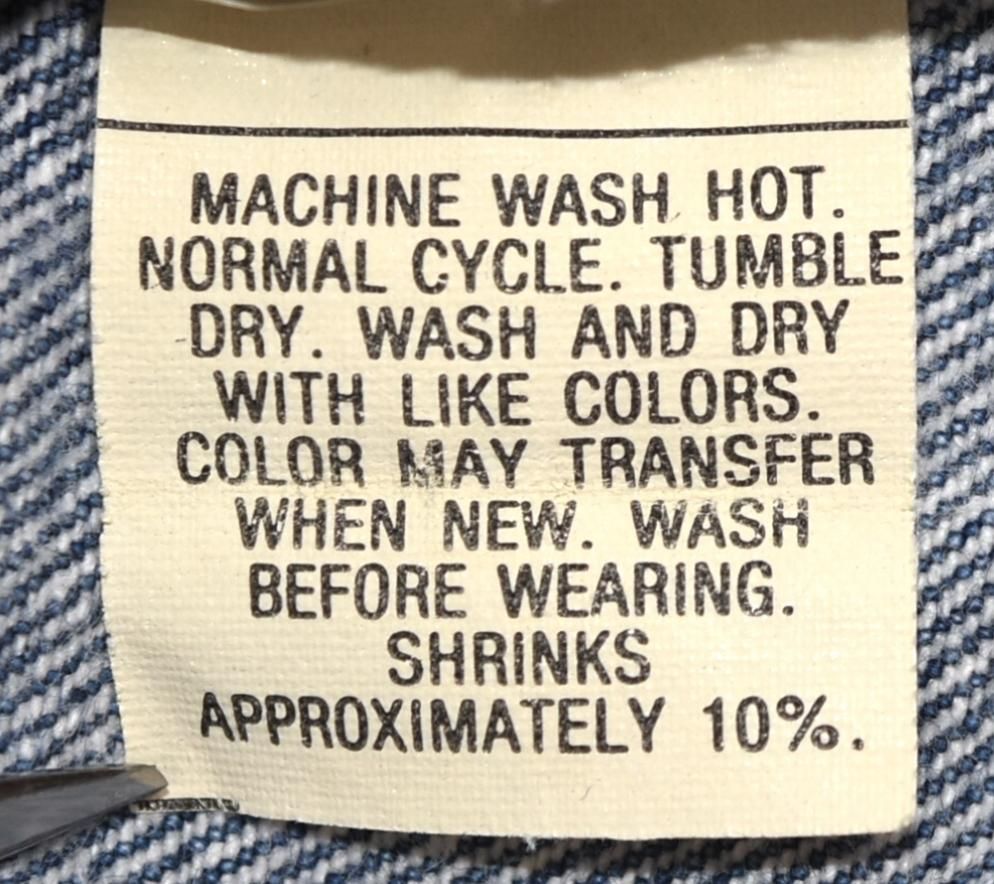 MACHINE WASH HOT.
NORMAL CYCLE. TUMBLE
DRY. WASH AND DRY
WITH LIKE COLORS.
COLOR MAY TRANSFER
WHEN NEW. WASH
BEFORE WEARING.
SHRINKS
APPROXIMATELY 10%.